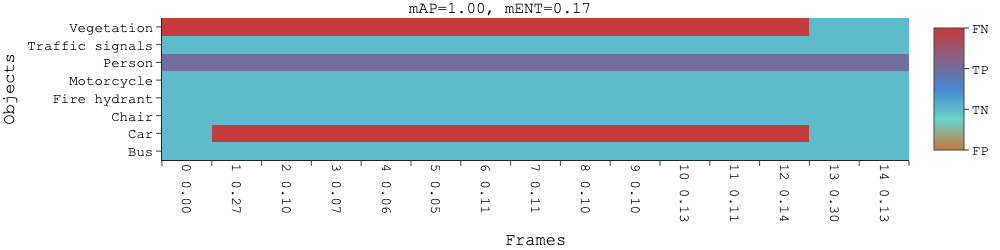 mAP=1.00, mENT=0.17
Objects
Vegetation
Traffic signals
Person
Motorcycle
Fire hydrant
Chair
Car
Bus
0 0.00
1 0.27
2 0.10
3 0.07
4 0.06
5 0.05
6 0.11
7 0.11
8 0.10
9 0.10
10 0.13
11 0.11
12 0.14
13 0.30
14 0.13
Frames
FN
TP
TN
FP